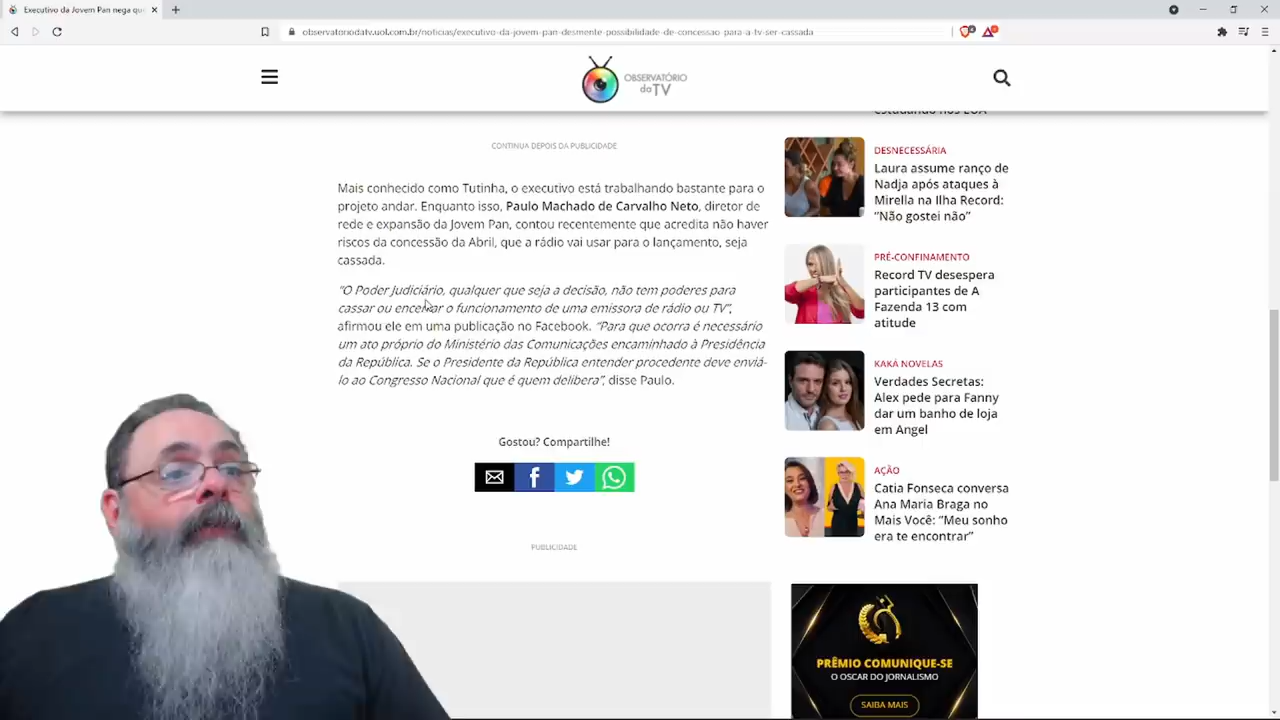 Executivo da Jovem Pan nega qu
observatoriodatv.uol.com.br/noticias/executivo-da-jovem-pan-desmente-possibilidade-de-concessao-para-a-tv-ser-cassada
OBSERVATÓRIO
daTV
estudando nos EUA
CONTINUA DEPOIS DA PUBLICIDADE
Mais conhecido como Tutinha, o executivo está trabalhando bastante para o
projeto andar. Enquanto isso, Paulo Machado de Carvalho Neto, diretor de
rede e expansão da Jovem Pan, contou recentemente que acredita não haver
riscos da concessão da Abril, que a rádio vai usar para o lançamento, seja
cassada.
"O Poder Judiciário, qualquer que seja a decisão, não tem poderes para
cassar ou encerrar o funcionamento de uma emissora de rádio ou TV",
afirmou ele em uma publicação no Facebook. "Para que ocorra é necessário
um ato próprio do Ministério das Comunicações encaminhado à Presidência
da República. Se o Presidente da República entender procedente deve enviá-
lo ao Congresso Nacional que é quem delibera", disse Paulo.
Gostou? Compartilhe!
PUBLICIDADE
DESNECESSÁRIA
Laura assume ranço de
Nadja após ataques à
Mirella na Ilha Record:
"Não gostei não"
PRÉ-CONFINAMENTO
Record TV desespera
participantes de A
Fazenda 13 com
atitude
KAKÁ NOVELAS
Verdades Secretas:
Alex pede para Fanny
dar um banho de loja
em Angel
AÇÃO
Catia Fonseca conversa
Ana Maria Braga no
Mais Você: "Meu sonho
era te encontrar"
PRÊMIO COMUNIQUE-SE
O OSCAR DO JORNALISMO
SAIBA MAIS